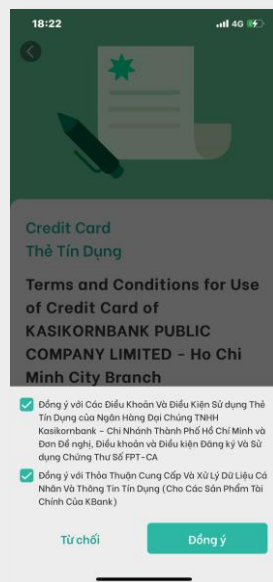 18:22
4G
Credit Card
Thẻ Tín Dụng
Terms and Conditions for Use
of Credit Card of
KASIKORNBANK PUBLIC
COMPANY LIMITED - Ho Chi
Minh City Branch
Đồng ý với Các Điều Khoản Và Điều Kiện Sử dụng Thẻ
Tín Dụng của Ngân Hàng Đại Chúng TNHH
Kasikornbank - Chi Nhánh Thành Phố Hồ Chí Minh và
Đơn Đề nghị, Điều khoản và Điều kiện Đăng ký Và Sử
dụng Chứng Thư Số FPT-CA
Đồng ý với Thỏa Thuận Cung Cấp Và Xử Lý Dữ Liệu Cá
Nhân Và Thông Tin Tín Dụng (Cho Các Sản Phẩm Tài
Chính Của KBank)
Từ chối
Đồng ý